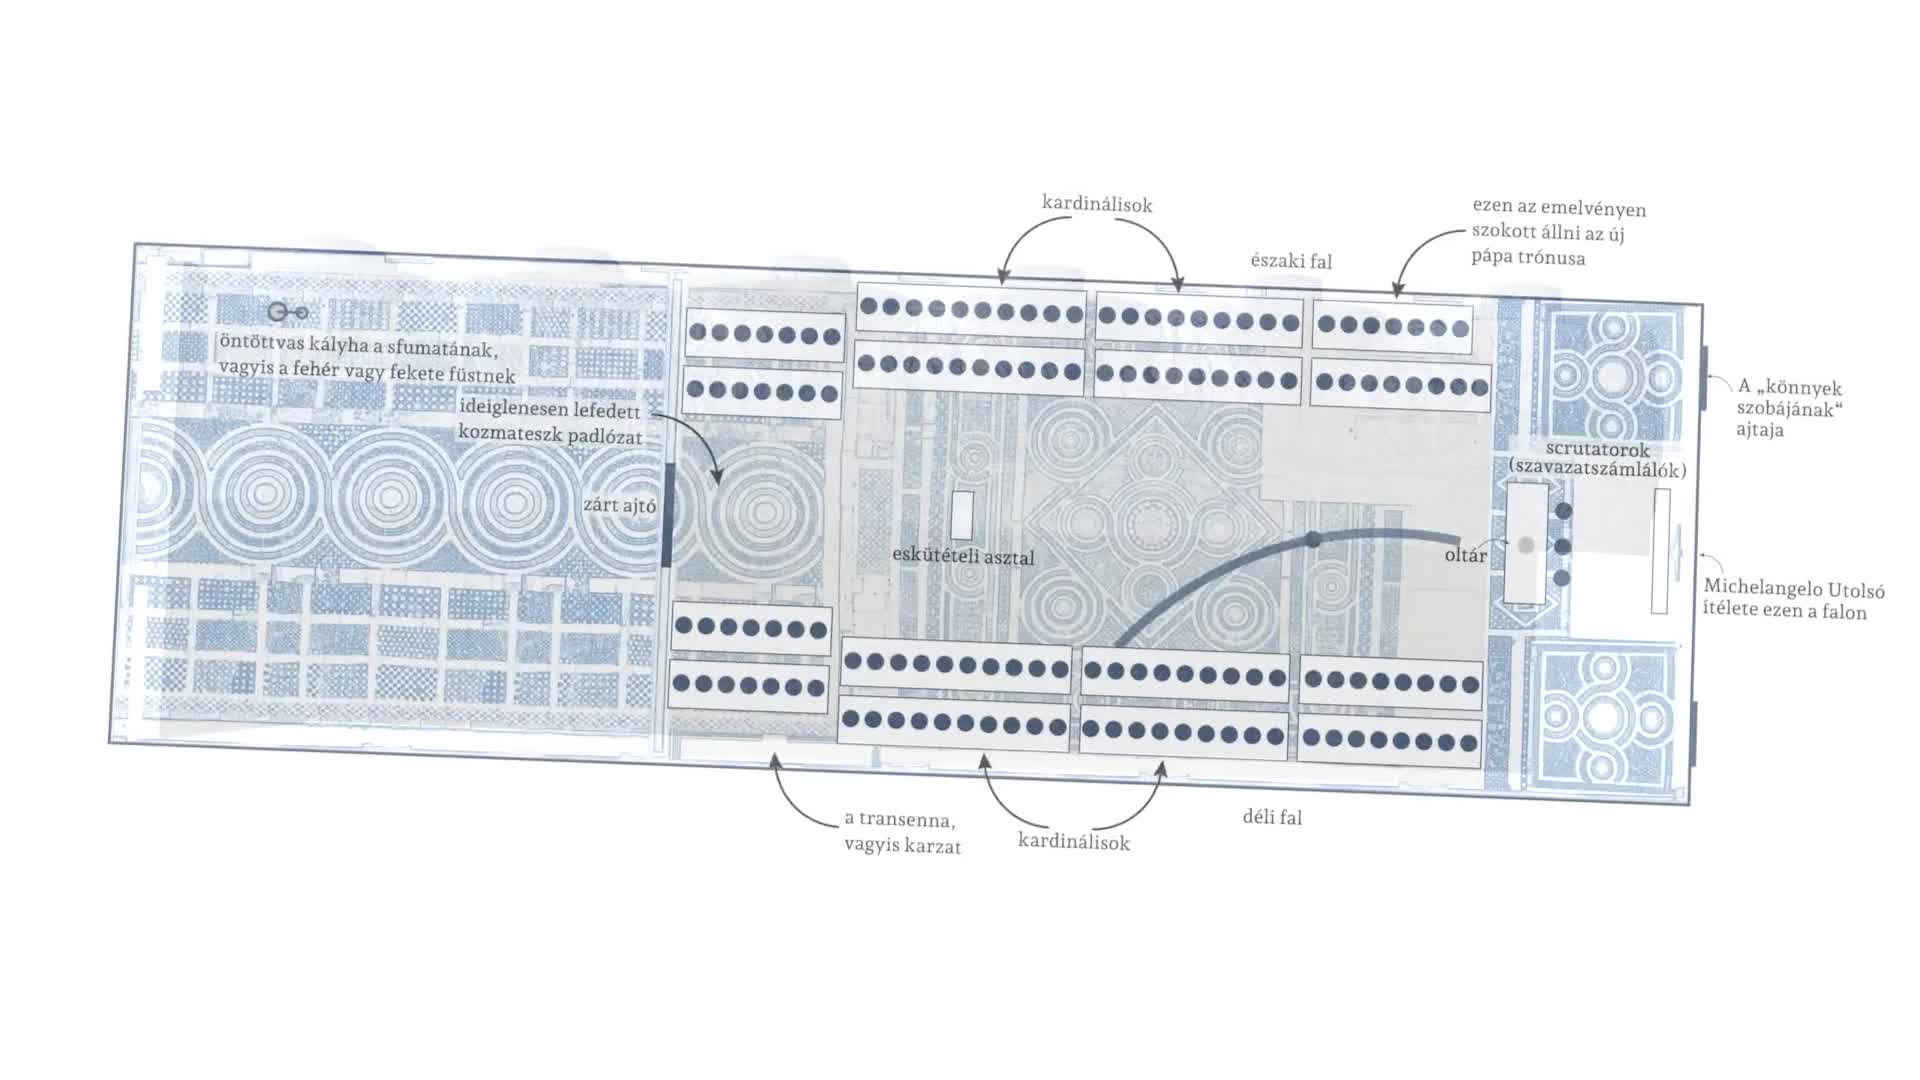 kardinálisok
ezen az emelvényen
szokott állni az új
pápa trónusa
északi fal
öntöttvas kályha a sfumatának,
vagyis a fehér vagy fekete füstnek
ideiglenesen lefedett
kozmateszk padlózat
zárt ajtó
eskütételi asztal
oltár
scrutatorok
(szavazatszámlálók)
A „könnyek
szobájának“
ajtaja
Michelangelo Utolsó
ítélete ezen a falon
a transenna,
vagyis karzat
kardinálisok
déli fal